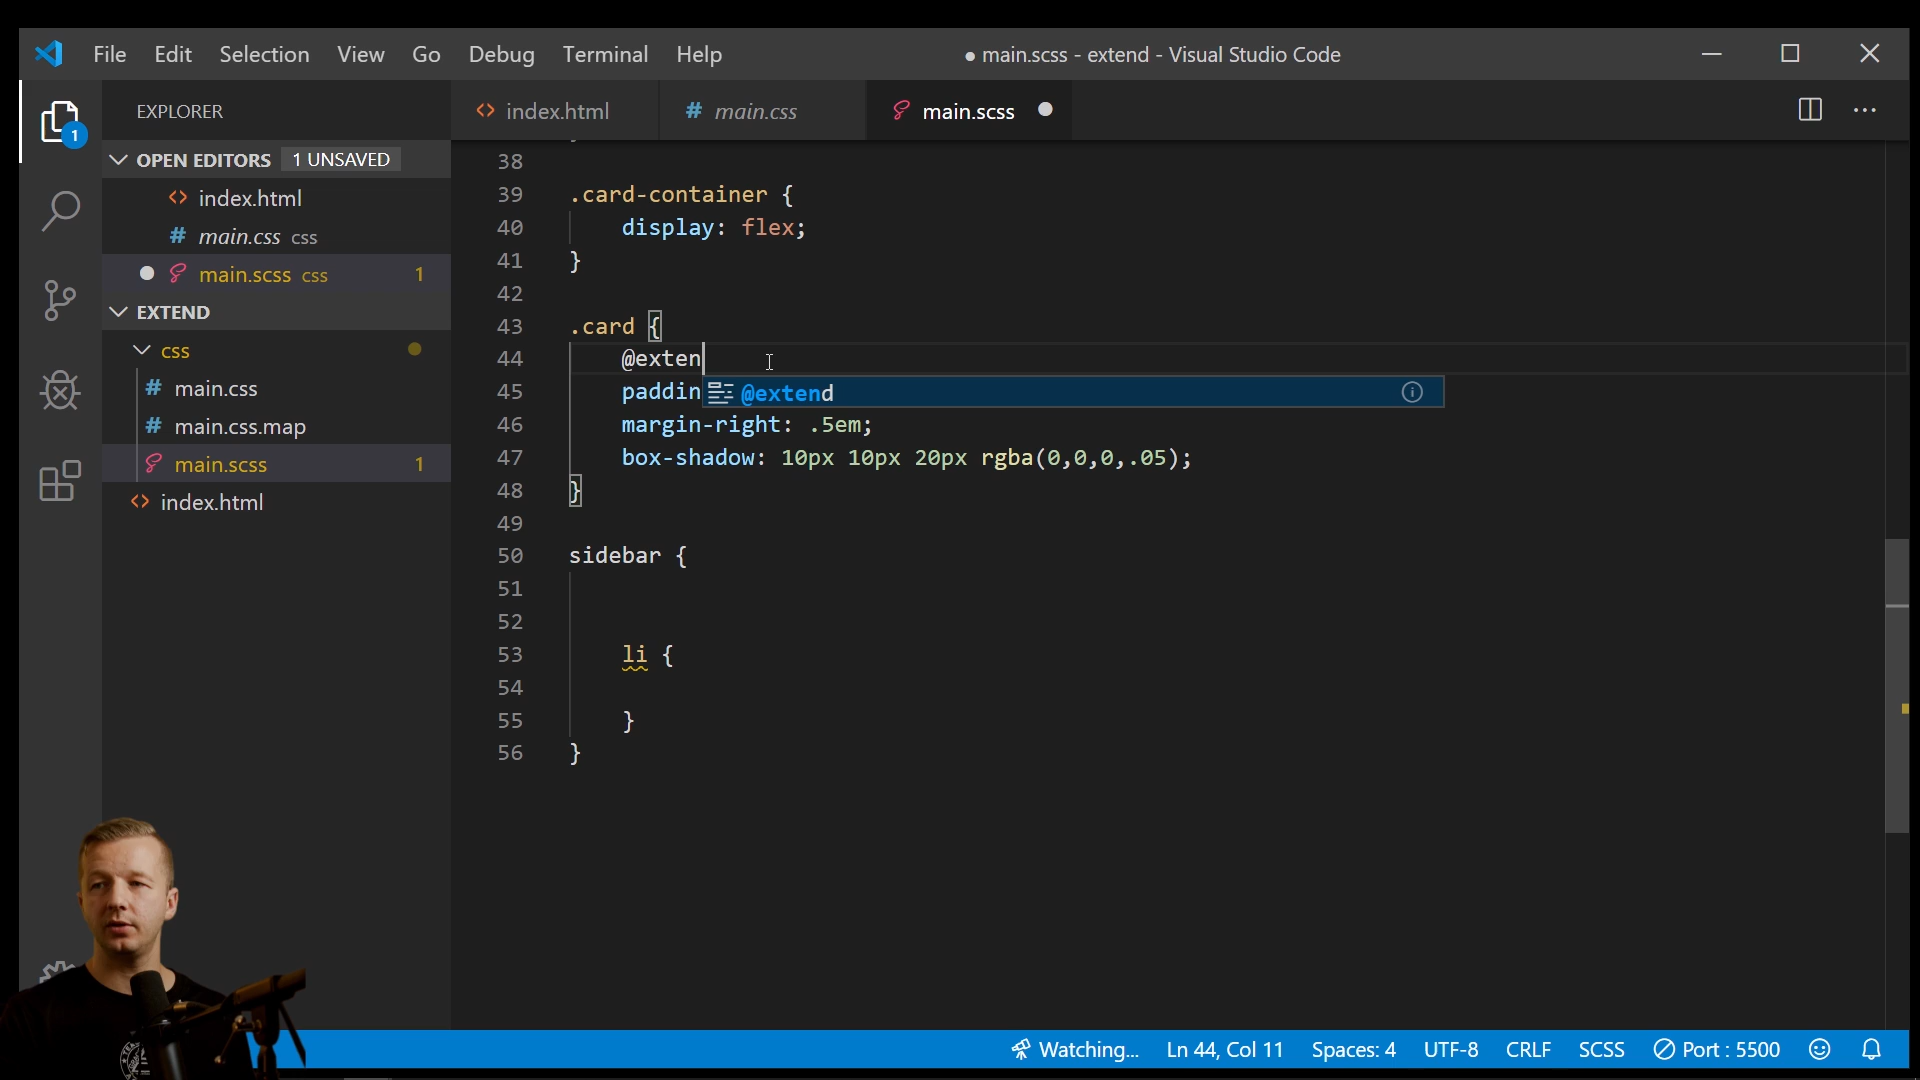 File Edit Selection View Go Debug Terminal Help
● main.scss - extend - Visual Studio Code
EXPLORER
index.html
# main.css
main.scss
1
OPEN EDITORS 1 UNSAVED
index.html
# main.css css
main.scss css 1
EXTEND
css
# main.css
# main.css.map
main.scss 1
index.html
38
39 .card-container {
40 display: flex;
41 }
42
43 .card {
44 @exten
@extend
45 paddin
46 margin-right: .5em;
47 box-shadow: 10px 10px 20px rgba(0,0,0,.05);
48 }
49
50 sidebar {
51
52
53 li {
54
55 }
56 }
Watching... Ln 44, Col 11 Spaces: 4 UTF-8 CRLF SCSS Port : 5500